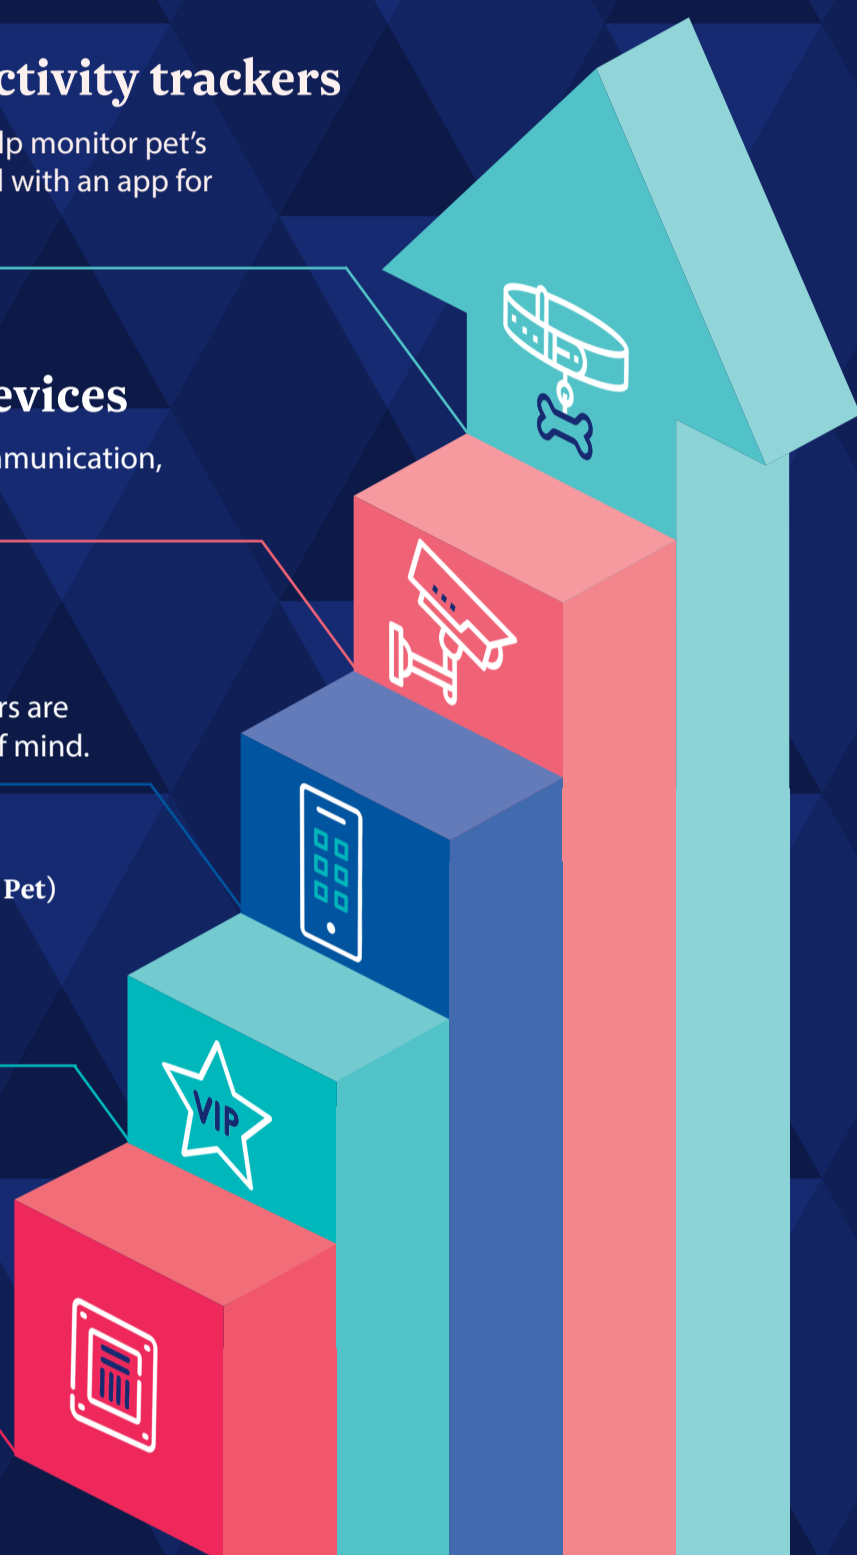 ctivity trackers
lp monitor pet's
l with an app for
evices
munication,
rs are
f mind.
Pet)
VIP